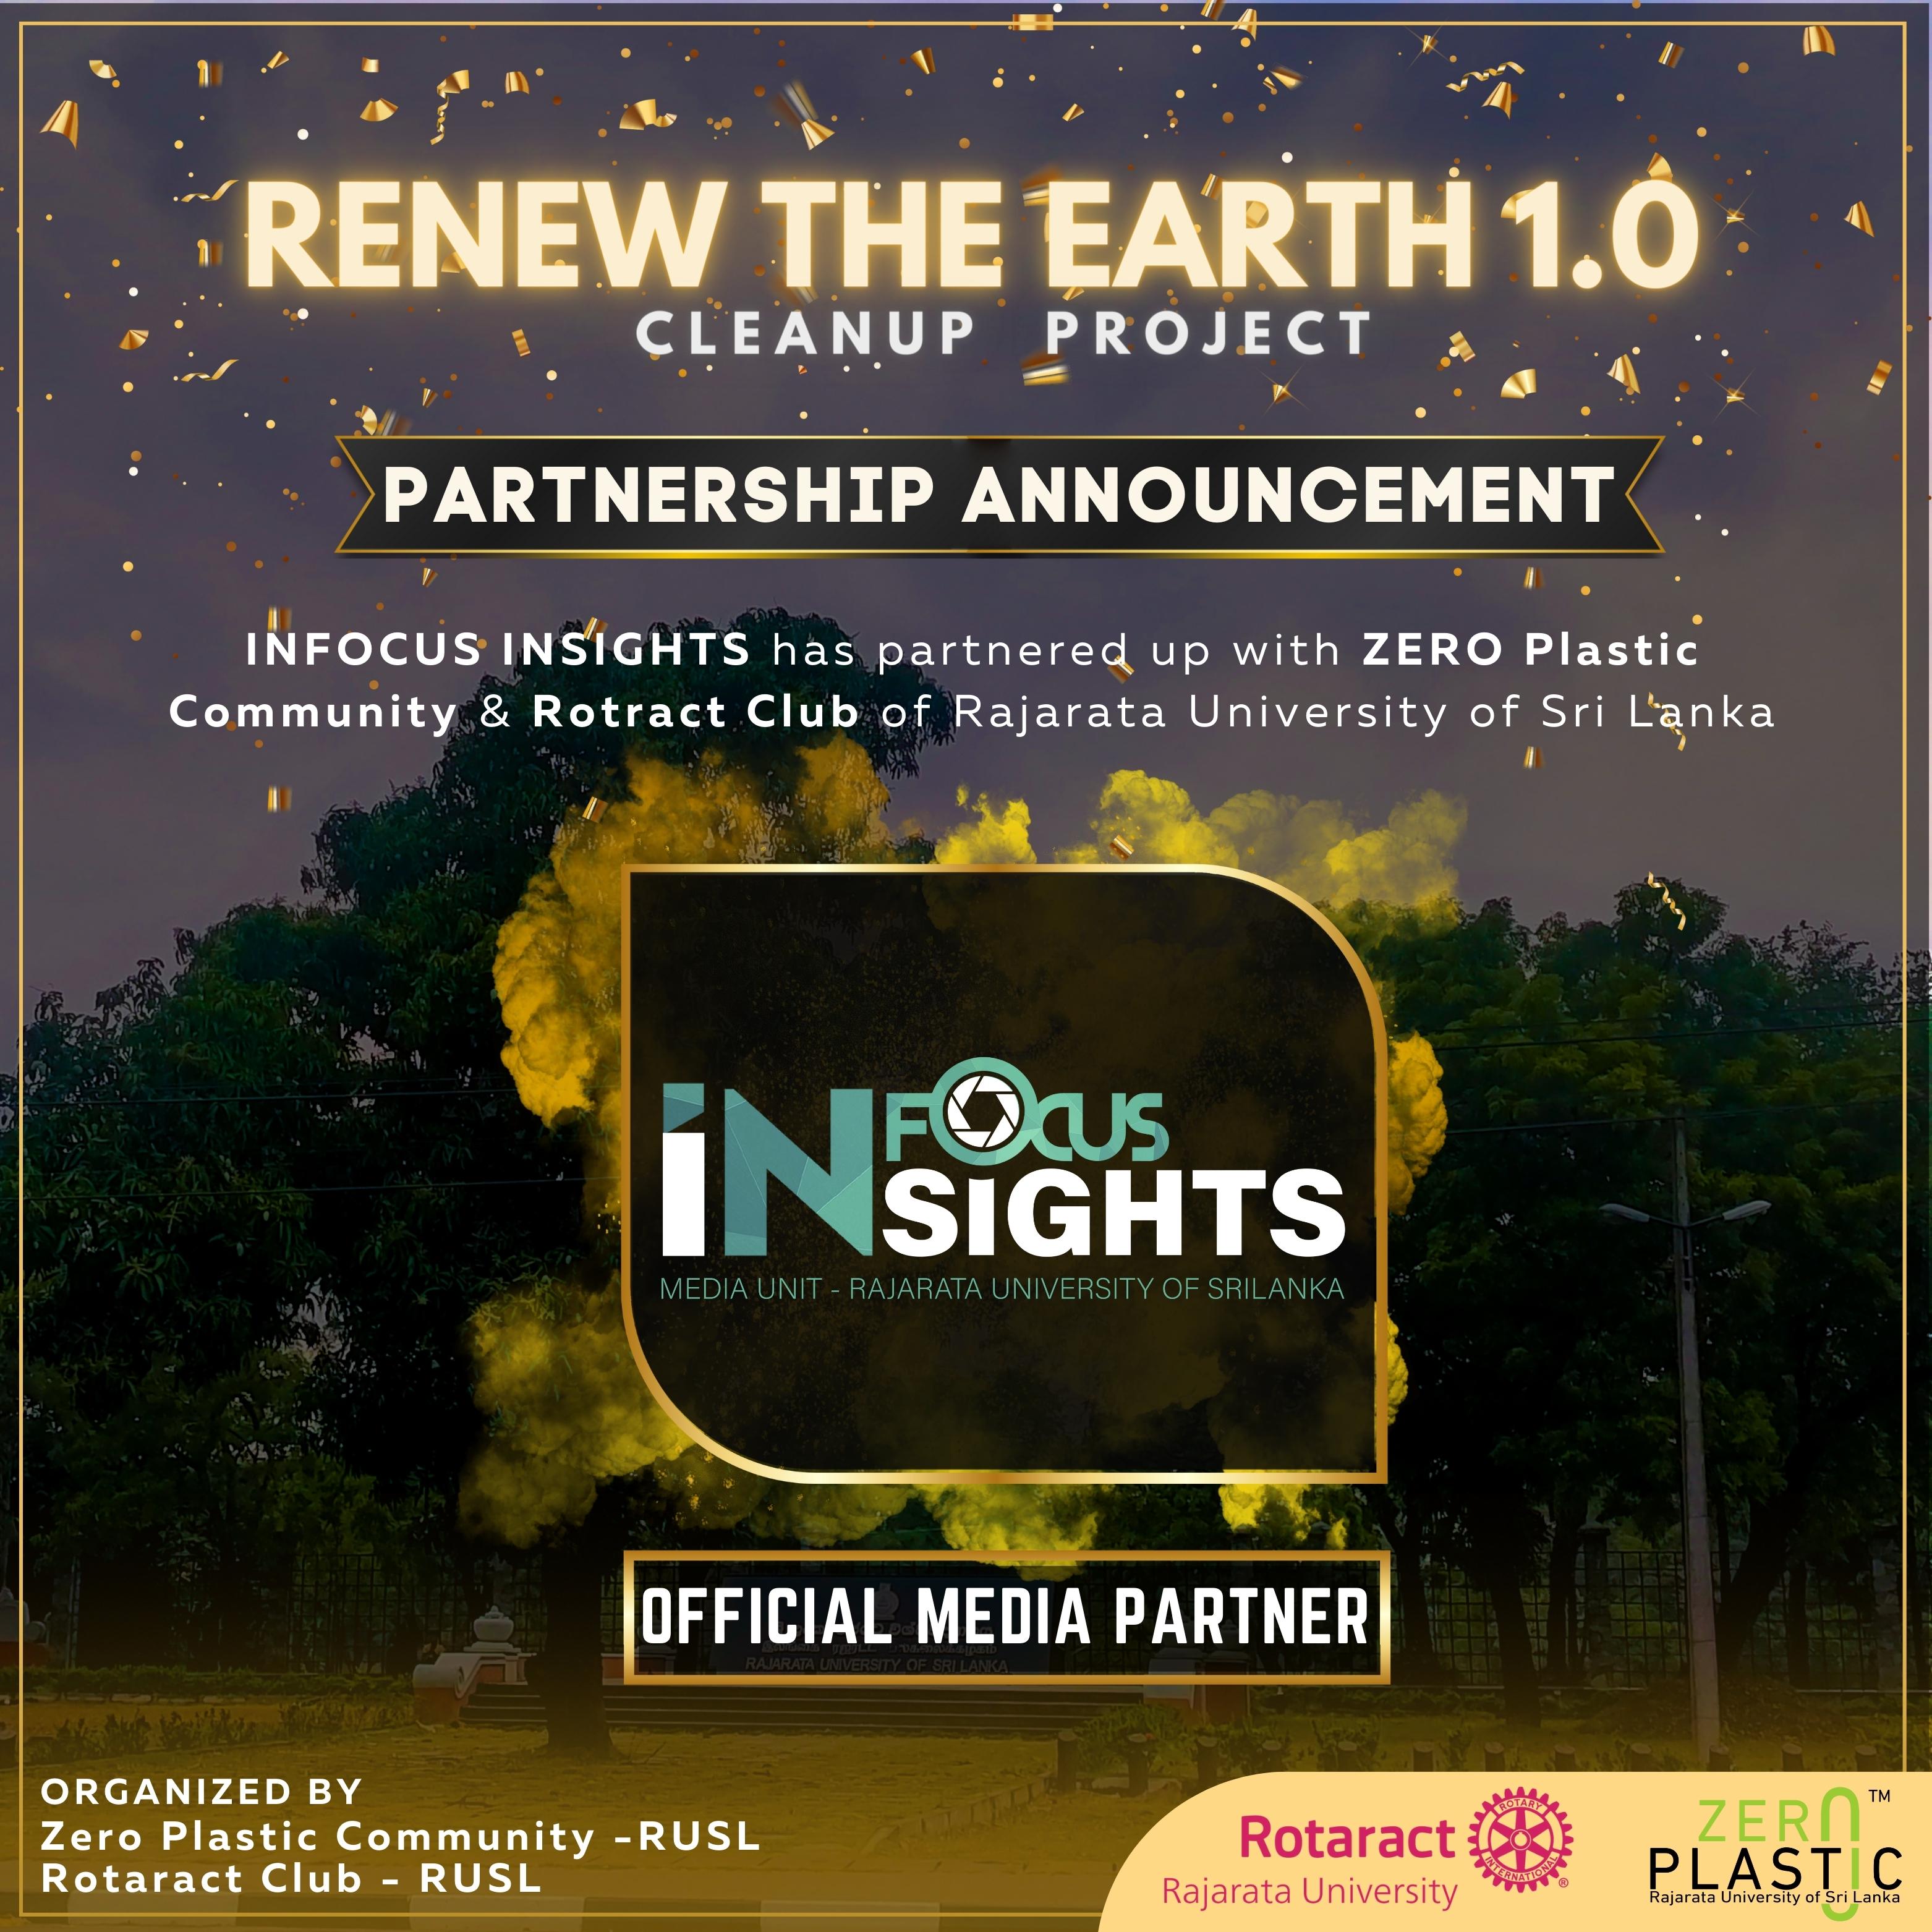 RENEW THE EARTH 1.0
CLEANUP PROJECT
PARTNERSHIP ANNOUNCEMENT
INFOCUS INSIGHTS has partnered up with ZERO Plastic
Community & Rotract Club of Rajarata University of Sri Lanka
iNFOCUS
SIGHTS
MEDIA UNIT - RAJARATA UNIVERSITY OF SRILANKA
OFFICIAL MEDIA PARTNER
RAJARATA UNIVERSITY OF SRI LANKA
ORGANIZED BY
Zero Plastic Community -RUSL
Rotaract Club - RUSL
Rotaract
Rajarata University
ROTARY
INTERNATIONAL
®
ZERO TM
PLASTIC
Rajarata University of Sri Lanka